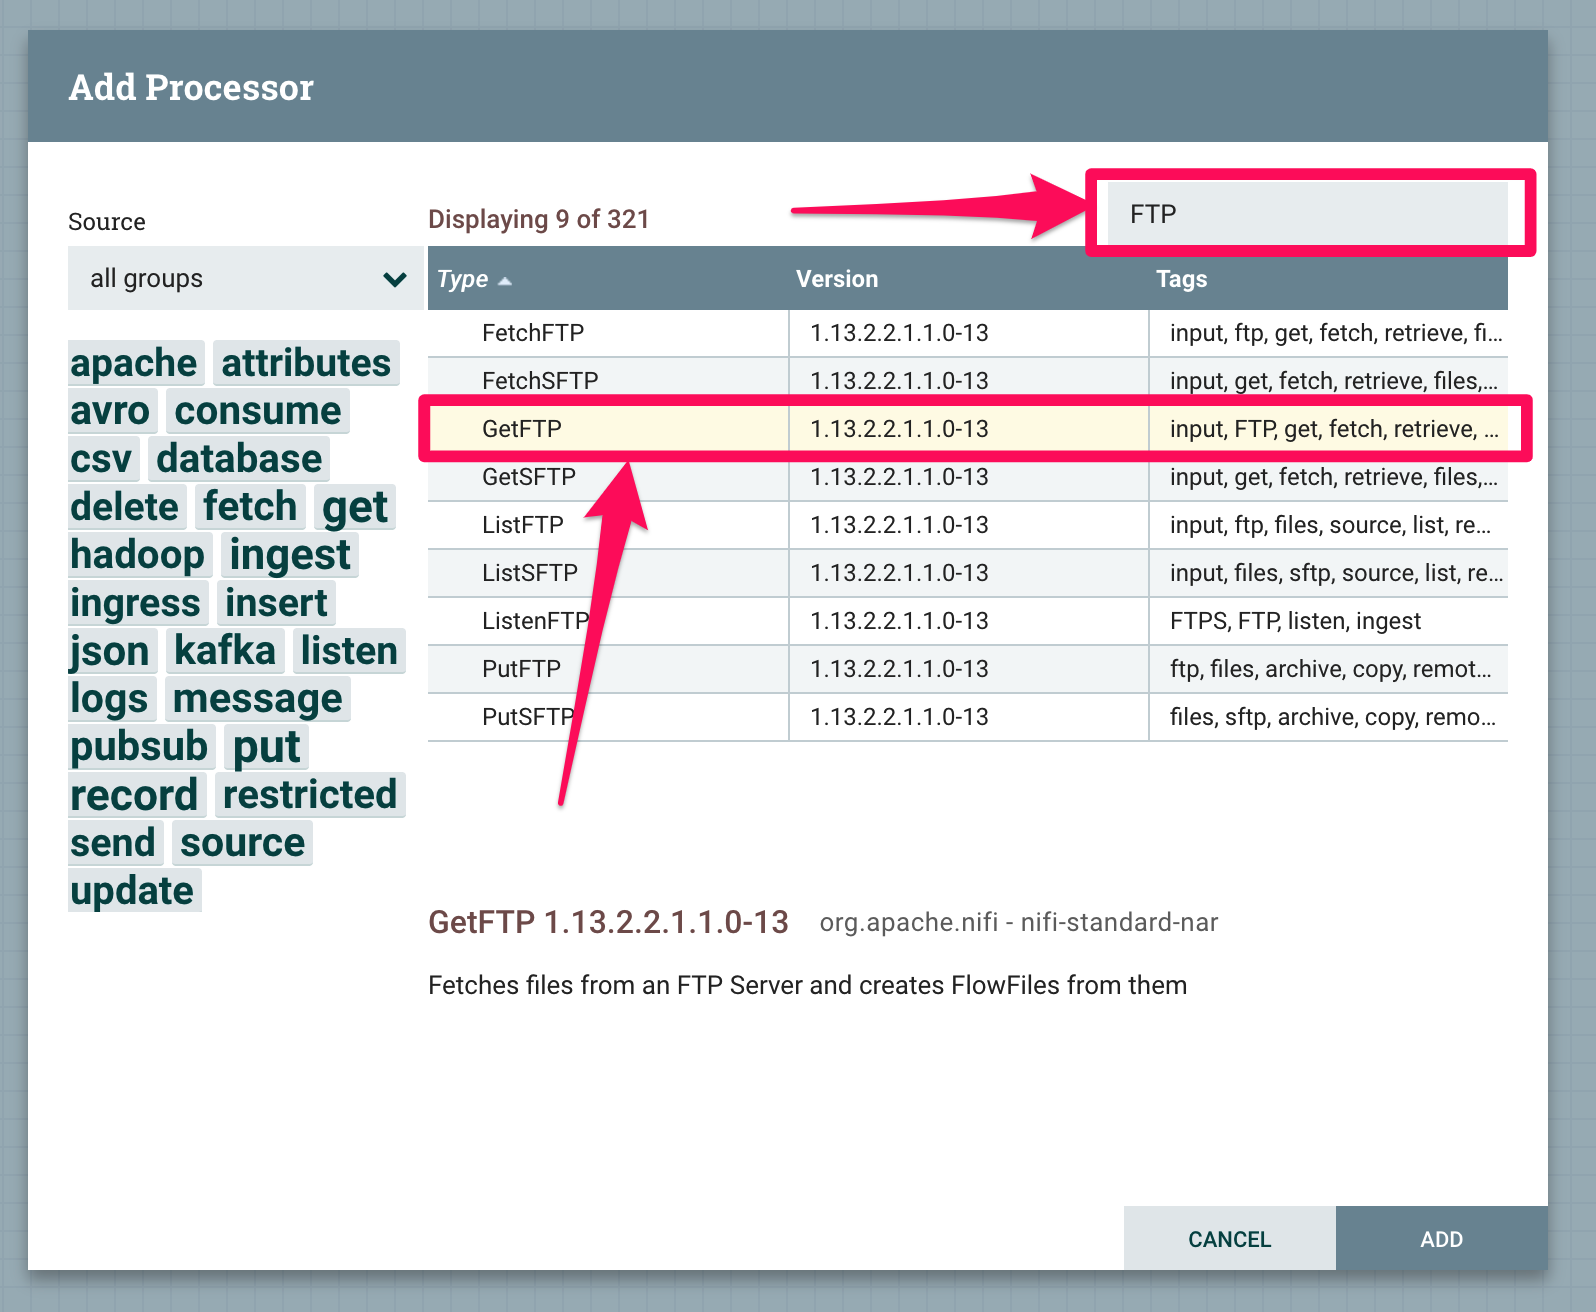 Add Processor
Source
Displaying 9 of 321
FTP
all groups
Type Version Tags
FetchFTP 1.13.2.2.1.1.0-13 input, ftp, get, fetch, retrieve, fi...
FetchSFTP 1.13.2.2.1.1.0-13 input, get, fetch, retrieve, files,...
GetFTP 1.13.2.2.1.1.0-13 input, FTP, get, fetch, retrieve, ...
GetSFTP 1.13.2.2.1.1.0-13 input, get, fetch, retrieve, files,...
ListFTP 1.13.2.2.1.1.0-13 input, ftp, files, source, list, re...
ListSFTP 1.13.2.2.1.1.0-13 input, files, sftp, source, list, re...
ListenFTP 1.13.2.2.1.1.0-13 FTPS, FTP, listen, ingest
PutFTP 1.13.2.2.1.1.0-13 ftp, files, archive, copy, remot...
PutSFTP 1.13.2.2.1.1.0-13 files, sftp, archive, copy, remo...
apache attributes
avro consume
csv database
delete fetch get
hadoop ingest
ingress insert
json kafka listen
logs message
pubsub put
record restricted
send source
update
GetFTP 1.13.2.2.1.1.0-13 org.apache.nifi - nifi-standard-nar
Fetches files from an FTP Server and creates FlowFiles from them
CANCEL ADD